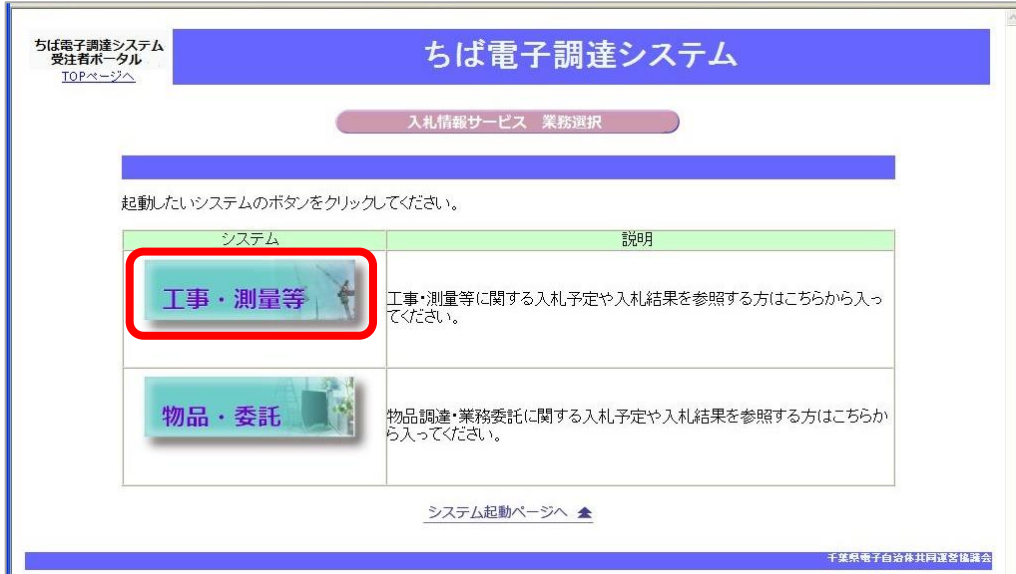 ちば電子調達システム
受注者ポータル
TOPページへ
ちば電子調達システム
入札情報サービス　業務選択
起動したいシステムのボタンをクリックしてください。
システム
説明
工事・測量等
工事・測量等に関する入札予定や入札結果を参照する方はこちらから入っ
てください。
物品・委託
物品調達・業務委託に関する入札予定や入札結果を参照する方はこちらか
ら入ってください。
システム起動ページへ
千葉県電子自治体共同運営協議会